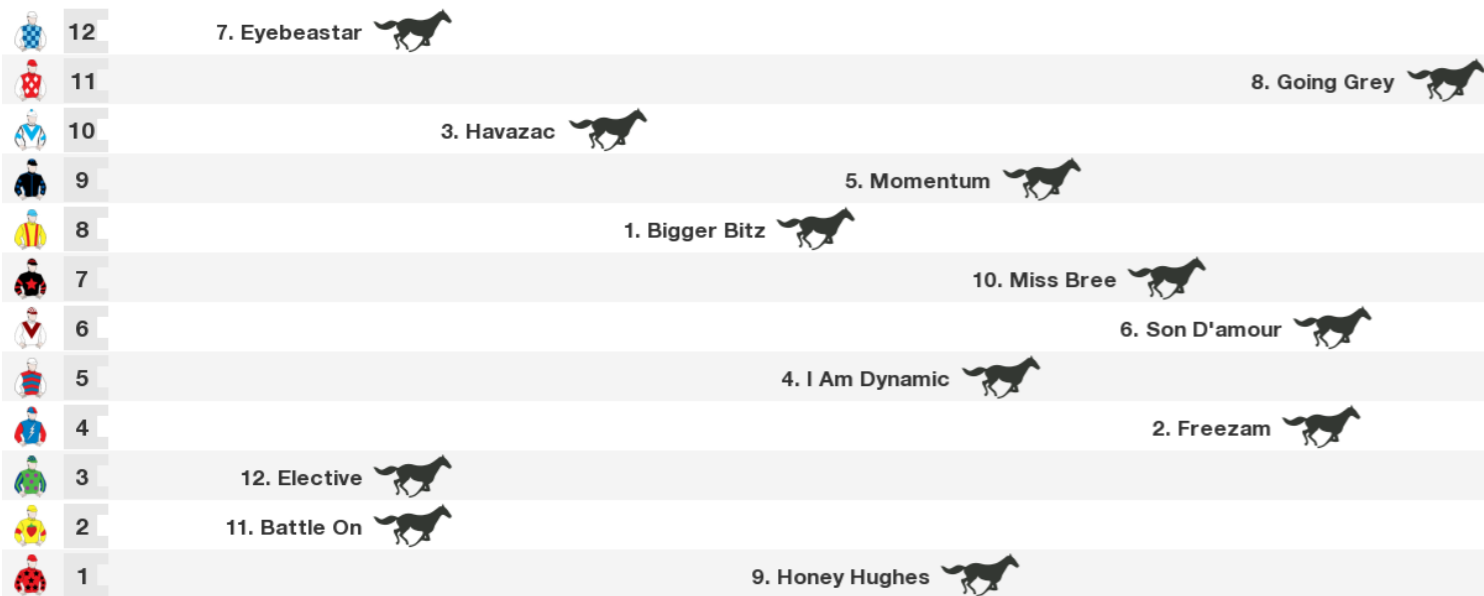 12 7. Eyebeastar
11 8. Going Grey
10 3. Havazac
9 5. Momentum
8 1. Bigger Bitz
7 10. Miss Bree
6 6. Son D'amour
5 4. I Am Dynamic
4 2. Freezam
3 12. Elective
2 11. Battle On
1 9. Honey Hughes